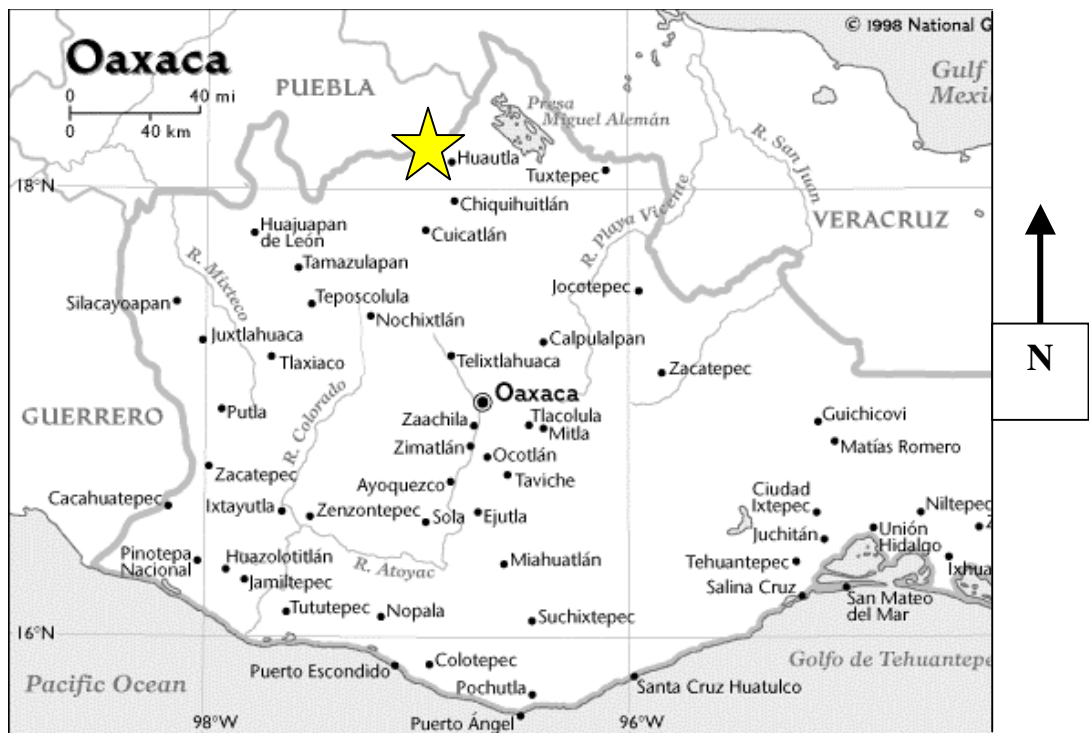 © 1998 National G
Oaxaca
0 40 mi
0 40 km
PUEBLA
Gulf
Mexi
Presa
Miguel Alemán
R. San Juan
Huautla
Tuxtepec
18°N
Chiquihuitlán
R. Playa Vicente
VERACRUZ
Huajuapan
de León
Cuicatlán
R. Mixteco
Tamazulapan
Silacayoapan
Teposcolula
Jocotepec
Nochixtlán
Juxtlahuaca
Calpulalpan
Tlaxiaco
Telixtlahuaca
Zacatepec
N
Oaxaca
GUERRERO
Putla
R. Colorado
Zaachila
Tlacolula
Mitla
Guichicovi
Zimatlán
Ocotlán
Matías Romero
Zacatepec
Ayoquezco
Taviche
Cacahuatepec
Ixtayutla
Zenzontepec
Sola
Ejutla
Ciudad
Ixtepec
Niltepec
Juchitán
Unión
Hidalgo
Pinotepa
Nacional
Huazolotitlán
R. Atoyac
Miahuatlán
Tehuantepec
Ixhua
Jamiltepec
Salina Cruz
San Mateo
del Mar
Tututepec
Nopala
Suchixtepec
16°N
Puerto Escondido
Colotepec
Golfo de Tehuantepe
Pacific Ocean
Pochutla
Santa Cruz Huatulco
98°W
Puerto Ángel
96°W